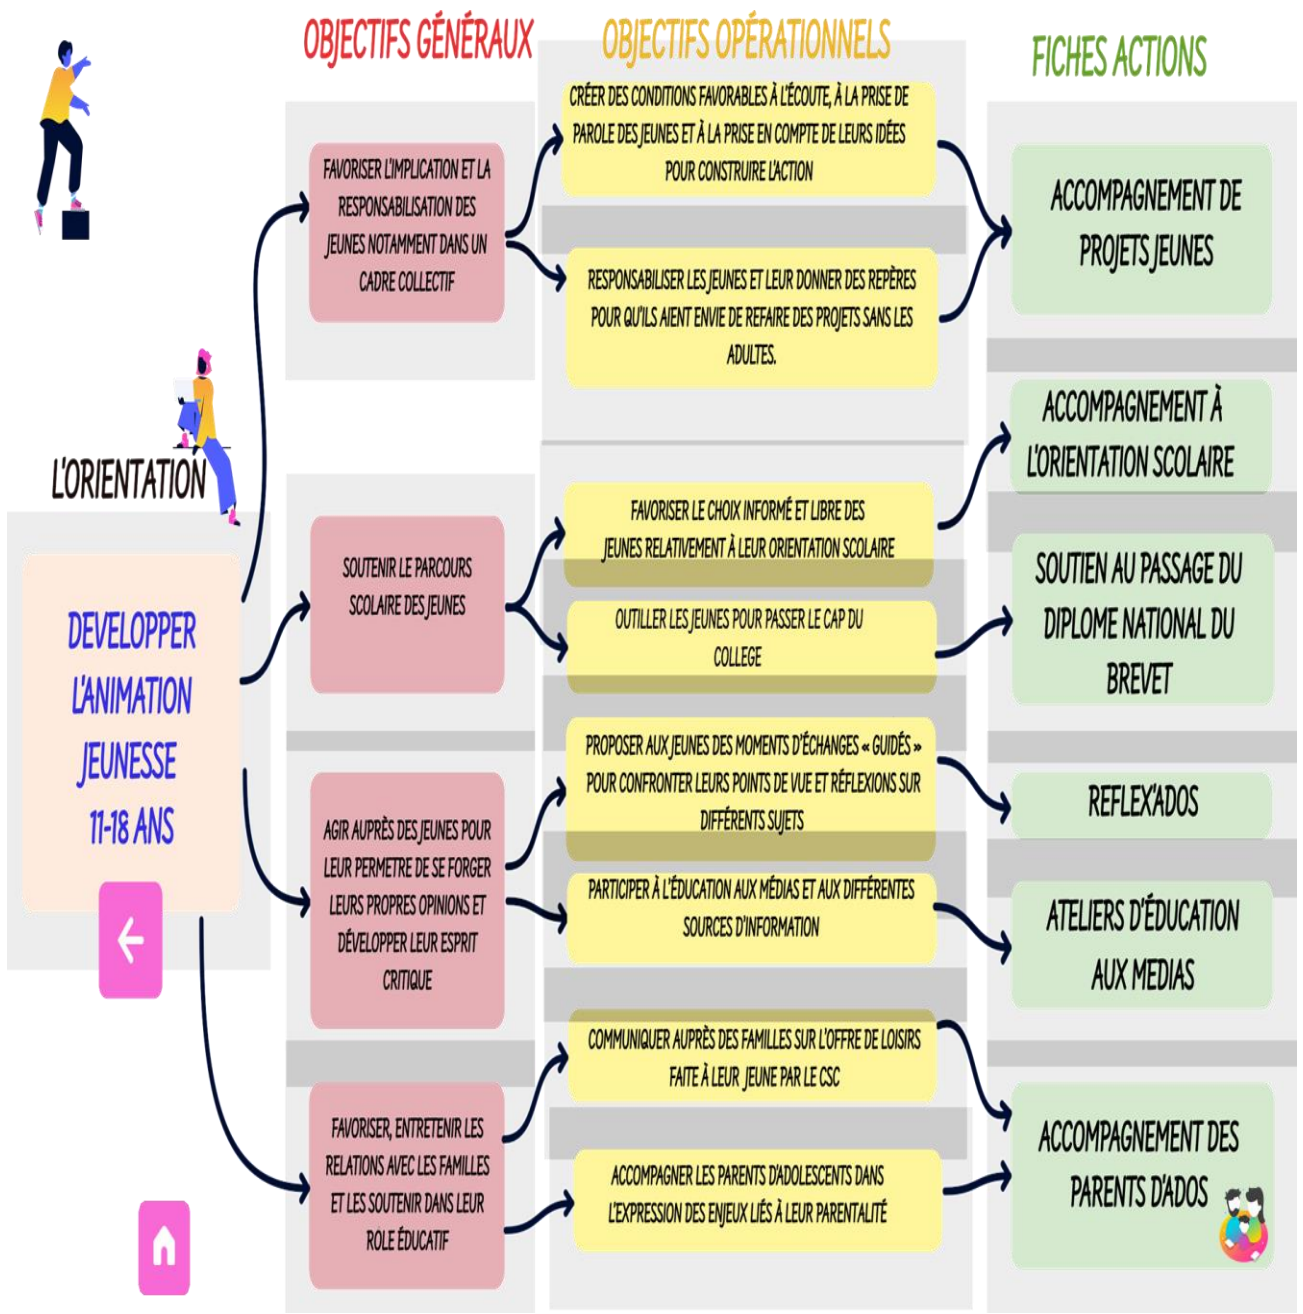 OBJECTIFS GÉNÉRAUX
OBJECTIFS OPÉRATIONNELS
FICHES ACTIONS
L'ORIENTATION
DEVELOPPER
L'ANIMATION
JEUNESSE
11-18 ANS
FAVORISER L'IMPLICATION ET LA
RESPONSABILISATION DES
JEUNES NOTAMMENT DANS UN
CADRE COLLECTIF
CRÉER DES CONDITIONS FAVORABLES À L'ÉCOUTE, À LA PRISE DE
PAROLE DES JEUNES ET À LA PRISE EN COMPTE DE LEURS IDÉES
POUR CONSTRUIRE L'ACTION
RESPONSABILISER LES JEUNES ET LEUR DONNER DES REPÈRES
POUR QU'ILS AIENT ENVIE DE REFAIRE DES PROJETS SANS LES
ADULTES.
ACCOMPAGNEMENT DE
PROJETS JEUNES
SOUTENIR LE PARCOURS
SCOLAIRE DES JEUNES
FAVORISER LE CHOIX INFORMÉ ET LIBRE DES
JEUNES RELATIVEMENT À LEUR ORIENTATION SCOLAIRE
ACCOMPAGNEMENT À
L'ORIENTATION SCOLAIRE
OUTILLER LES JEUNES POUR PASSER LE CAP DU
COLLEGE
SOUTIEN AU PASSAGE DU
DIPLOME NATIONAL DU
BREVET
AGIR AUPRÈS DES JEUNES POUR
LEUR PERMETRE DE SE FORGER
LEURS PROPRES OPINIONS ET
DÉVELOPPER LEUR ESPRIT
CRITIQUE
PROPOSER AUX JEUNES DES MOMENTS D'ÉCHANGES « GUIDÉS »
POUR CONFRONTER LEURS POINTS DE VUE ET RÉFLEXIONS SUR
DIFFÉRENTS SUJETS
REFLEX'ADOS
PARTICIPER À L'ÉDUCATION AUX MÉDIAS ET AUX DIFFÉRENTES
SOURCES D'INFORMATION
ATELIERS D'ÉDUCATION
AUX MEDIAS
FAVORISER, ENTRETENIR LES
RELATIONS AVEC LES FAMILLES
ET LES SOUTENIR DANS LEUR
RÔLE ÉDUCATIF
COMMUNIQUER AUPRÈS DES FAMILLES SUR L'OFFRE DE LOISIRS
FAITE À LEUR JEUNE PAR LE CSC
ACCOMPAGNER LES PARENTS D'ADOLESCENTS DANS
L'EXPRESSION DES ENJEUX LIÉS À LEUR PARENTALITÉ
ACCOMPAGNEMENT DES
PARENTS D'ADOS